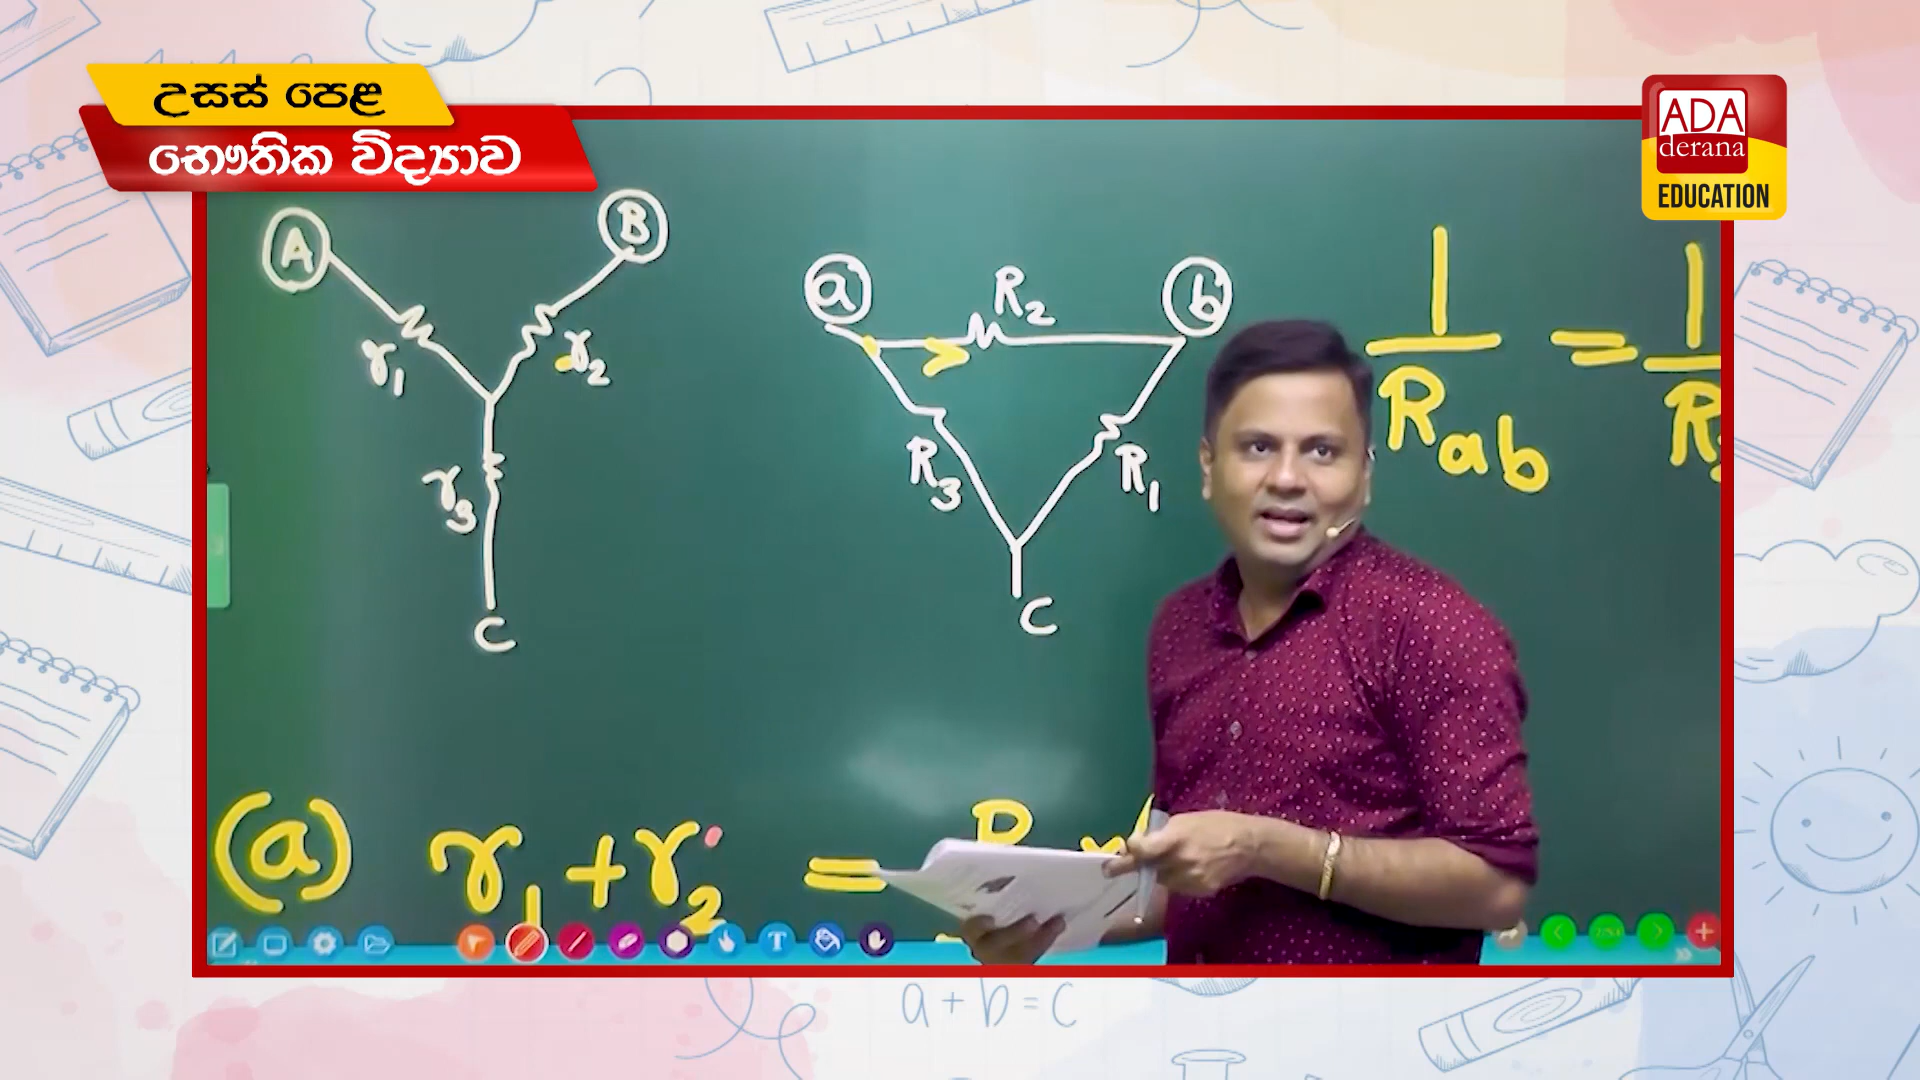 උසස් පෙළ
භෞතික විද්‍යාව
ADA
derana
EDUCATION
A
B
r1
r2
r3
C
a
b
R2
R3
R1
C
1/Rab = 1/R
(a) r1 + r2 = R
a + b = c
T